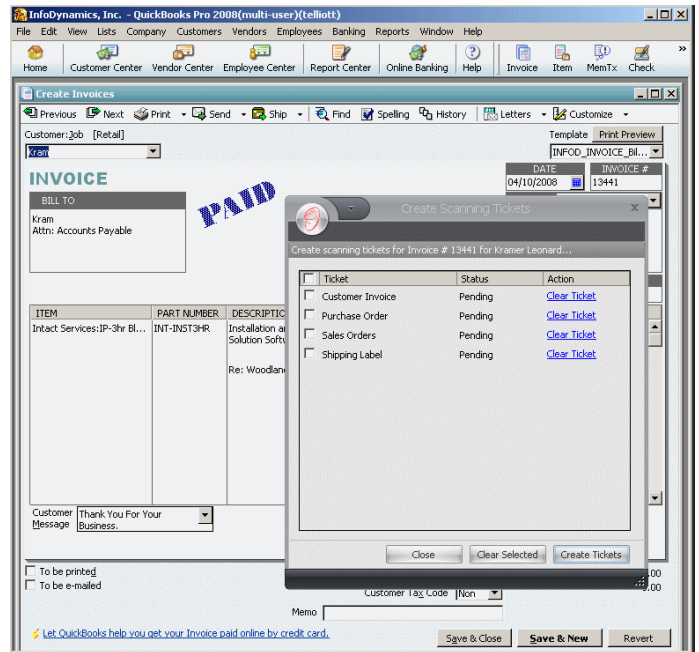 InfoDynamics, Inc. - QuickBooks Pro 2008(multi-user)(telliott)
File Edit View Lists Company Customers Vendors Employees Banking Reports Window Help
Home Customer Center Vendor Center Employee Center Report Center Online Banking Help Invoice Item MemTx Check »
Create Invoices
Previous Next Print Send Ship Find Spelling History Letters Customize
Customer:Job [Retail] Template Print Preview
Kram INFOD_INVOICE_Bil...
INVOICE DATE INVOICE #
04/10/2008 13441
BILL TO
Kram
Attn: Accounts Payable
PAID
Create Scanning Tickets
Create scanning tickets for Invoice # 13441 for Kramer Leonard...
Ticket Status Action
Customer Invoice Pending Clear Ticket
Purchase Order Pending Clear Ticket
Sales Orders Pending Clear Ticket
Shipping Label Pending Clear Ticket
Close Clear Selected Create Tickets
ITEM PART NUMBER DESCRIPTIO
Intact Services:IP-3hr Bl... INT-INST3HR Installation a
Solution Softw
Re: Woodlan
Customer Message Thank You For Your Business.
To be printed
To be e-mailed
.00
Customer Tax Code Non 0.00
Memo
Let QuickBooks help you get your Invoice paid online by credit card.
Save & Close Save & New Revert